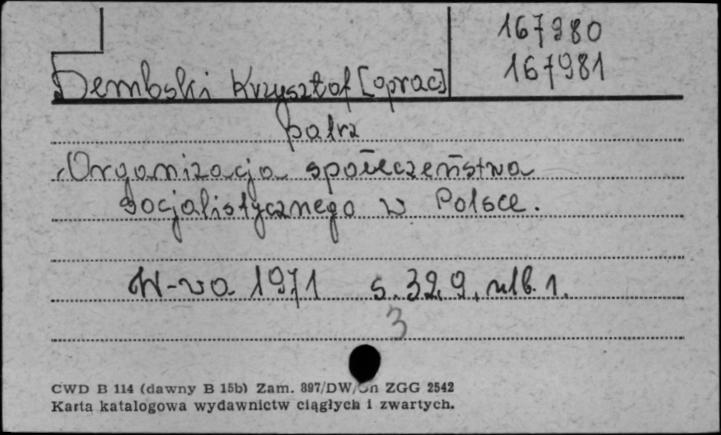 167980
167981
Dembski Krzysztof [oprac]
patrz
Organizacja społeczeństwa
socjalistycznego w Polsce.
W-wa 1971 s. 329, nlb. 1.
3
CWD B 114 (dawny B 15b) Zam. 897/DW/Dn ZGG 2542
Karta katalogowa wydawnictw ciągłych i zwartych.